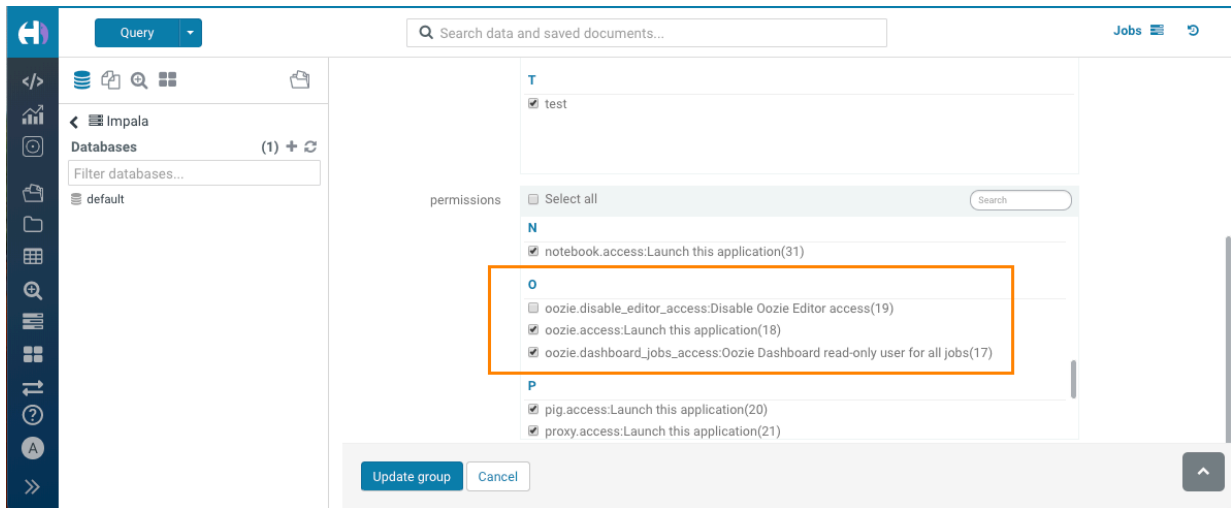 Query
Search data and saved documents...
Jobs
Impala
Databases (1)
Filter databases...
default
T
test
permissions
Select all
Search
N
notebook.access:Launch this application(31)
O
oozie.disable_editor_access:Disable Oozie Editor access(19)
oozie.access:Launch this application(18)
oozie.dashboard_jobs_access:Oozie Dashboard read-only user for all jobs(17)
P
pig.access:Launch this application(20)
proxy.access:Launch this application(21)
A
Update group
Cancel